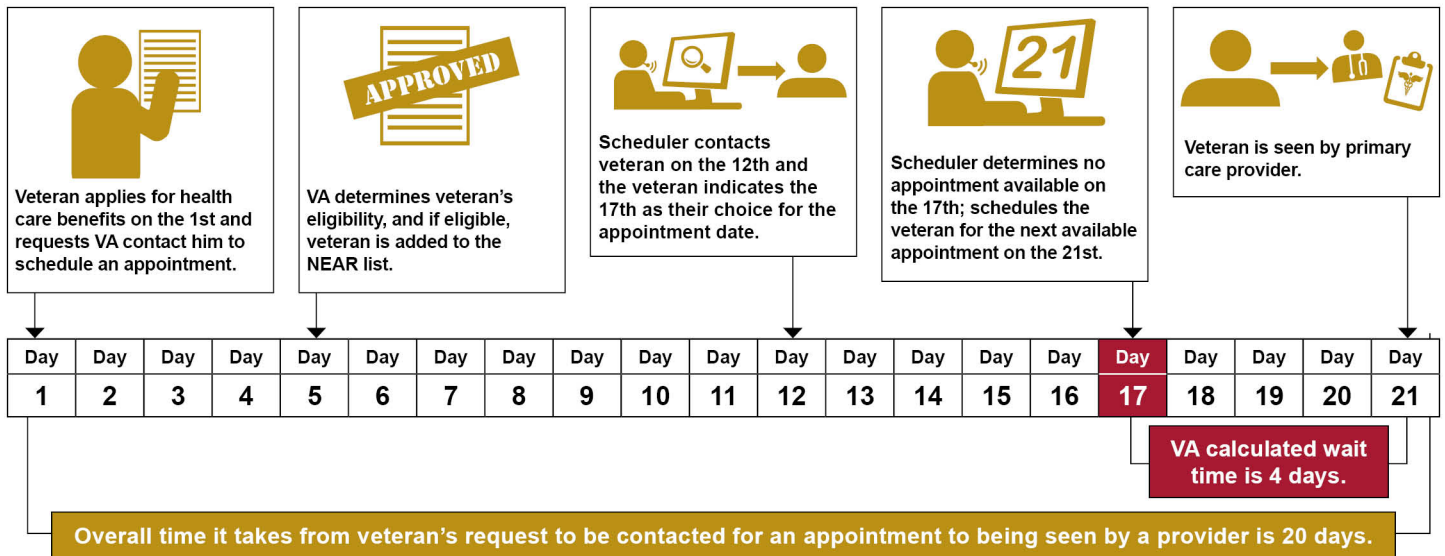 Veteran applies for health
care benefits on the 1st and
requests VA contact him to
schedule an appointment.
APPROVED
VA determines veteran's
eligibility, and if eligible,
veteran is added to the
NEAR list.
Scheduler contacts
veteran on the 12th and
the veteran indicates the
17th as their choice for the
appointment date.
21
Scheduler determines no
appointment available on
the 17th; schedules the
veteran for the next available
appointment on the 21st.
Veteran is seen by primary
care provider.
Day Day Day Day Day Day Day Day Day Day Day Day Day Day Day Day Day Day Day Day Day
1 2 3 4 5 6 7 8 9 10 11 12 13 14 15 16 17 18 19 20 21
VA calculated wait
time is 4 days.
Overall time it takes from veteran's request to be contacted for an appointment to being seen by a provider is 20 days.